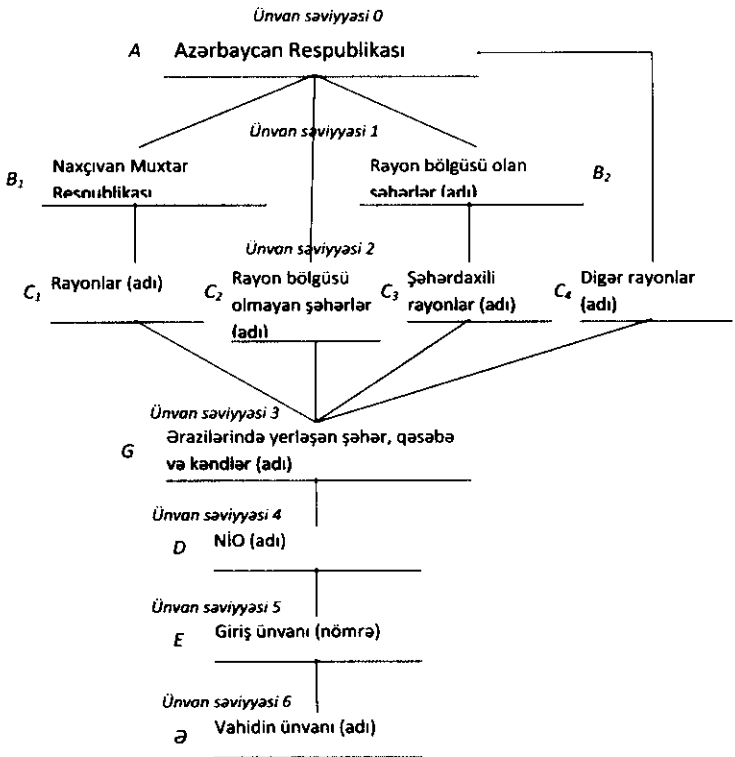 Ünvan səviyyəsi 0
A Azərbaycan Respublikası
Ünvan səviyyəsi 1
B₁ Naxçıvan Muxtar
Respublikası
Rayon bölgüsü olan B₂
şəhərlər (adı)
Ünvan səviyyəsi 2
C₁ Rayonlar (adı)
C₂ Rayon bölgüsü
olmayan şəhərlər
(adı)
C₃ Şəhərdaxili
rayonlar (adı)
C₄ Digər rayonlar
(adı)
Ünvan səviyyəsi 3
G Ərazilərində yerləşən şəhər, qəsəbə
və kəndlər (adı)
Ünvan səviyyəsi 4
D NİO (adı)
Ünvan səviyyəsi 5
E Giriş ünvanı (nömrə)
Ünvan səviyyəsi 6
Ə Vahidin ünvanı (adı)